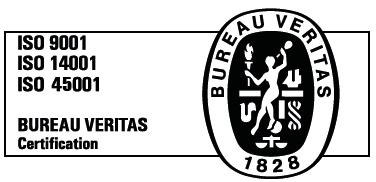 ISO 9001
ISO 14001
ISO 45001
BUREAU VERITAS
Certification
BUREAU VERITAS
1828